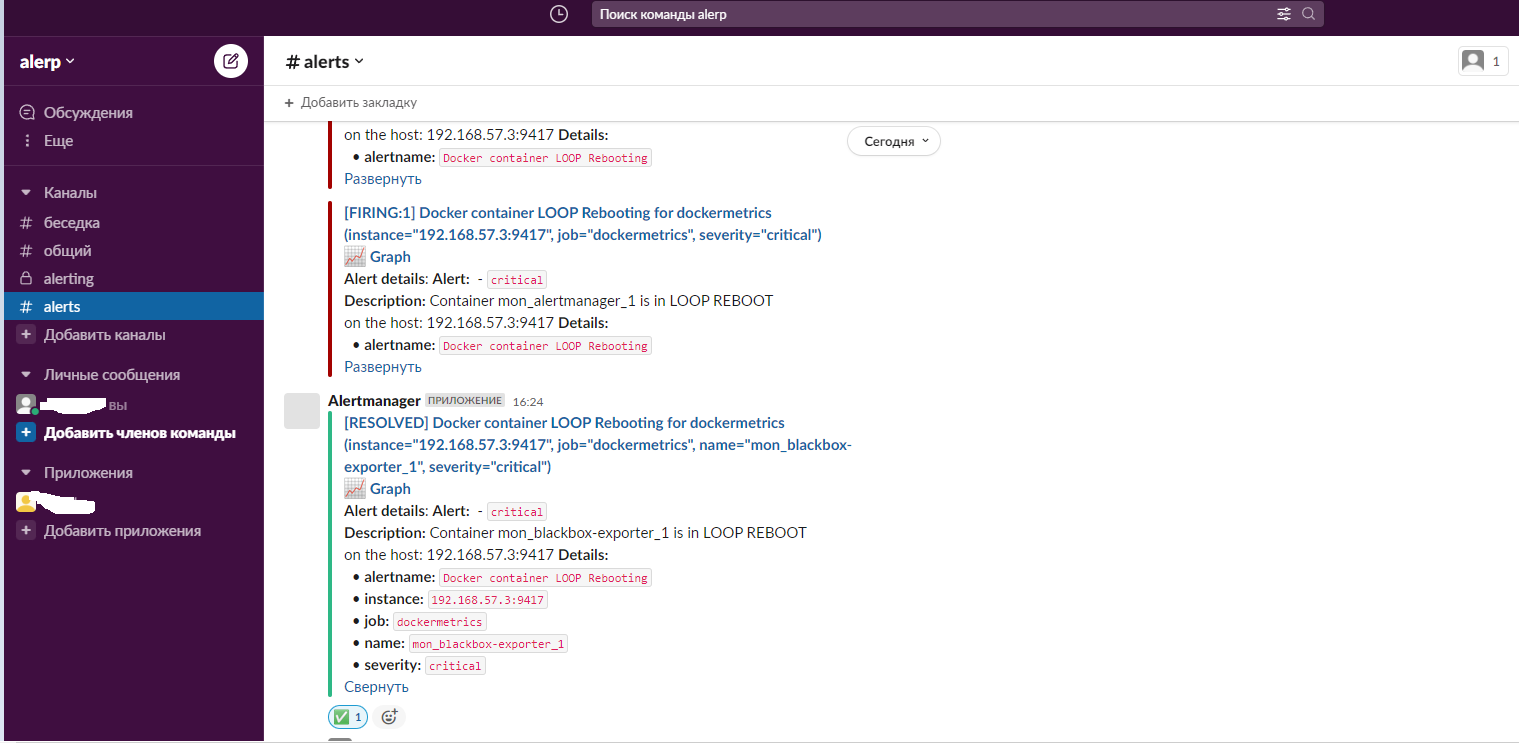 Поиск команды alerp
alerp
Обсуждения
Еще
Каналы
# беседка
# общий
alerting
# alerts
+ Добавить каналы
Личные сообщения
вы
+ Добавить членов команды
Приложения
+ Добавить приложения
# alerts
1
+ Добавить закладку
Сегодня
on the host: 192.168.57.3:9417 Details:
• alertname: Docker container LOOP Rebooting
Развернуть
[FIRING:1] Docker container LOOP Rebooting for dockermetrics
(instance="192.168.57.3:9417", job="dockermetrics", severity="critical")
Graph
Alert details: Alert: - critical
Description: Container mon_alertmanager_1 is in LOOP REBOOT
on the host: 192.168.57.3:9417 Details:
• alertname: Docker container LOOP Rebooting
Развернуть
Alertmanager ПРИЛОЖЕНИЕ 16:24
[RESOLVED] Docker container LOOP Rebooting for dockermetrics
(instance="192.168.57.3:9417", job="dockermetrics", name="mon_blackbox-
exporter_1", severity="critical")
Graph
Alert details: Alert: - critical
Description: Container mon_blackbox-exporter_1 is in LOOP REBOOT
on the host: 192.168.57.3:9417 Details:
• alertname: Docker container LOOP Rebooting
• instance: 192.168.57.3:9417
• job: dockermetrics
• name: mon_blackbox-exporter_1
• severity: critical
Свернуть
1